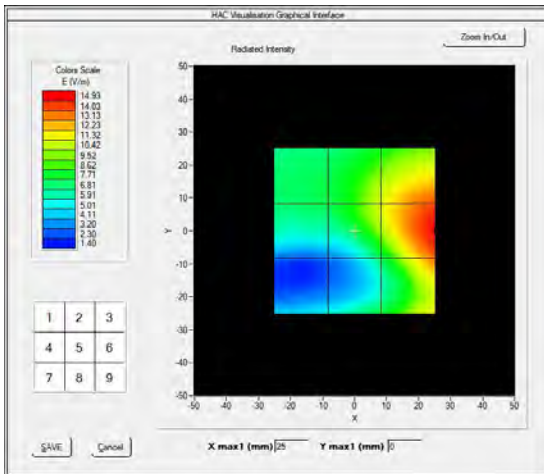 HAC Visualisation Graphical Interface
Zoom In/Out
Radiated Intensity
Colors Scale
E (V/m)
14.93
14.03
13.13
12.23
11.32
10.42
9.52
8.62
7.71
6.81
5.91
5.01
4.11
3.20
2.30
1.40
50
40
30
20
10
0
-10
-20
-30
-40
-50
Y
-50 -40 -30 -20 -10 0 10 20 30 40 50
X
1 2 3
4 5 6
7 8 9
SAVE
Cancel
X max1 (mm) 25
Y max1 (mm) 0